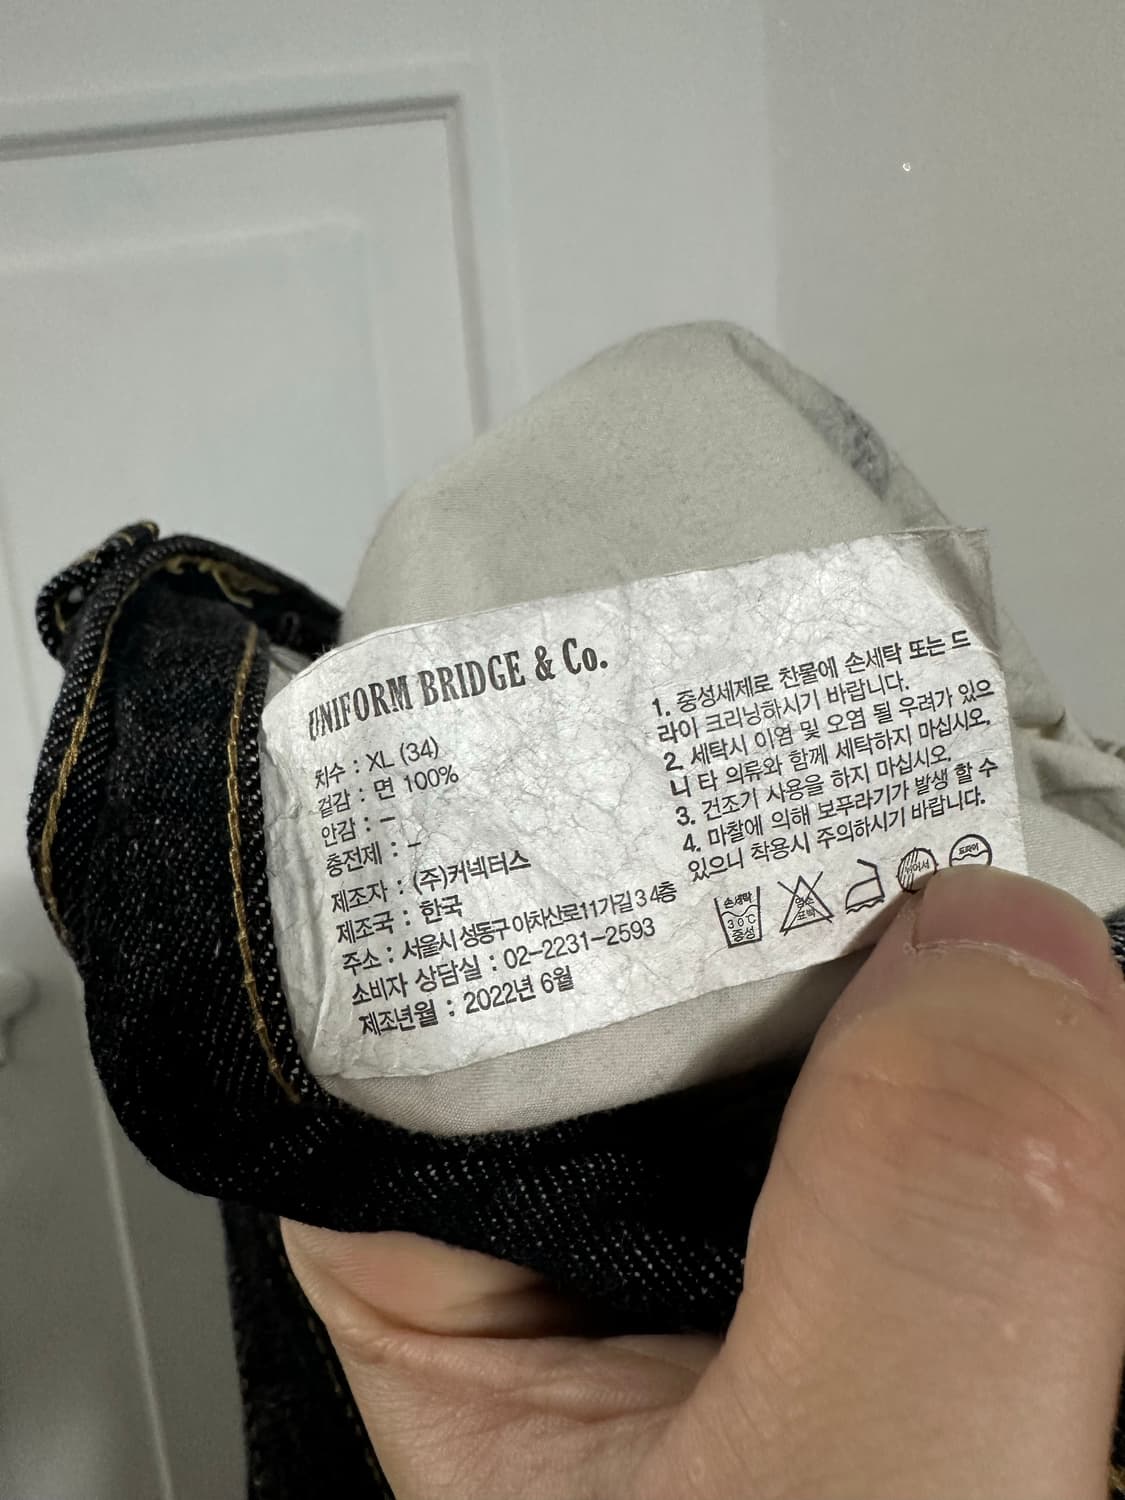 UNIFORM BRIDGE & Co.
치수 : XL (34)
겉감 : 면 100%
안감 : –
충전제 : –
제조자 : (주)커넥터스
제조국 : 한국
주소 : 서울시 성동구 아차산로11가길 3 4층
소비자 상담실 : 02-2231-2593
제조년월 : 2022년 6월
1. 중성세제로 찬물에 손세탁 또는 드
라이 크리닝하시기 바랍니다.
2. 세탁시 이염 및 오염 될 우려가 있으
니 타 의류와 함께 세탁하지 마십시오.
3. 건조기 사용을 하지 마십시오.
4. 마찰에 의해 보푸라기가 발생 할 수
있으니 착용시 주의하시기 바랍니다.
손세탁
30℃
중성
염소
표백
뉘어서
드라이